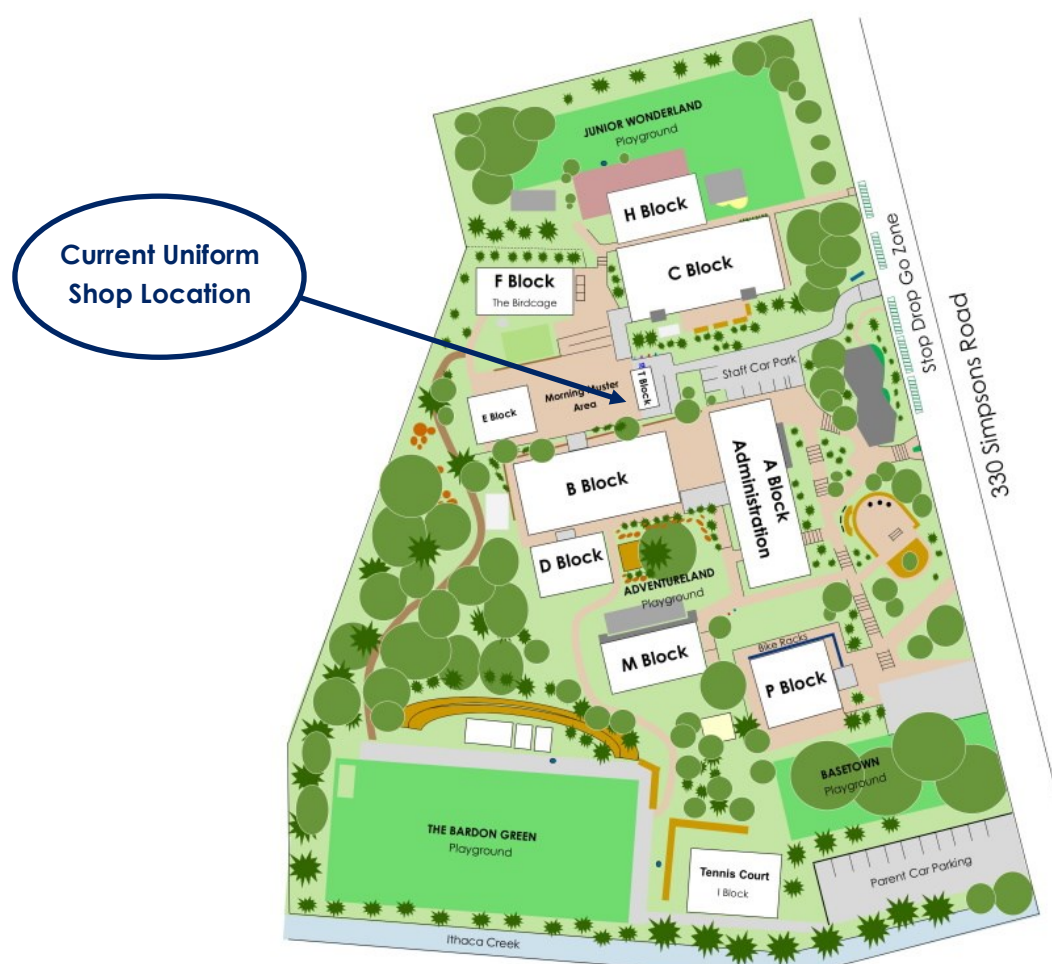 JUNIOR WONDERLAND
Playground
H Block
C Block
Current Uniform
Shop Location
F Block
The Birdcage
Stop Drop Go Zone
330 Simpsons Road
Staff Car Park
T Block
Morning Muster
Area
E Block
B Block
A Block
Administration
D Block
ADVENTURELAND
Playground
M Block
Bike Racks
P Block
BASETOWN
Playground
THE BARDON GREEN
Playground
Tennis Court
I Block
Parent Car Parking
Ithaca Creek